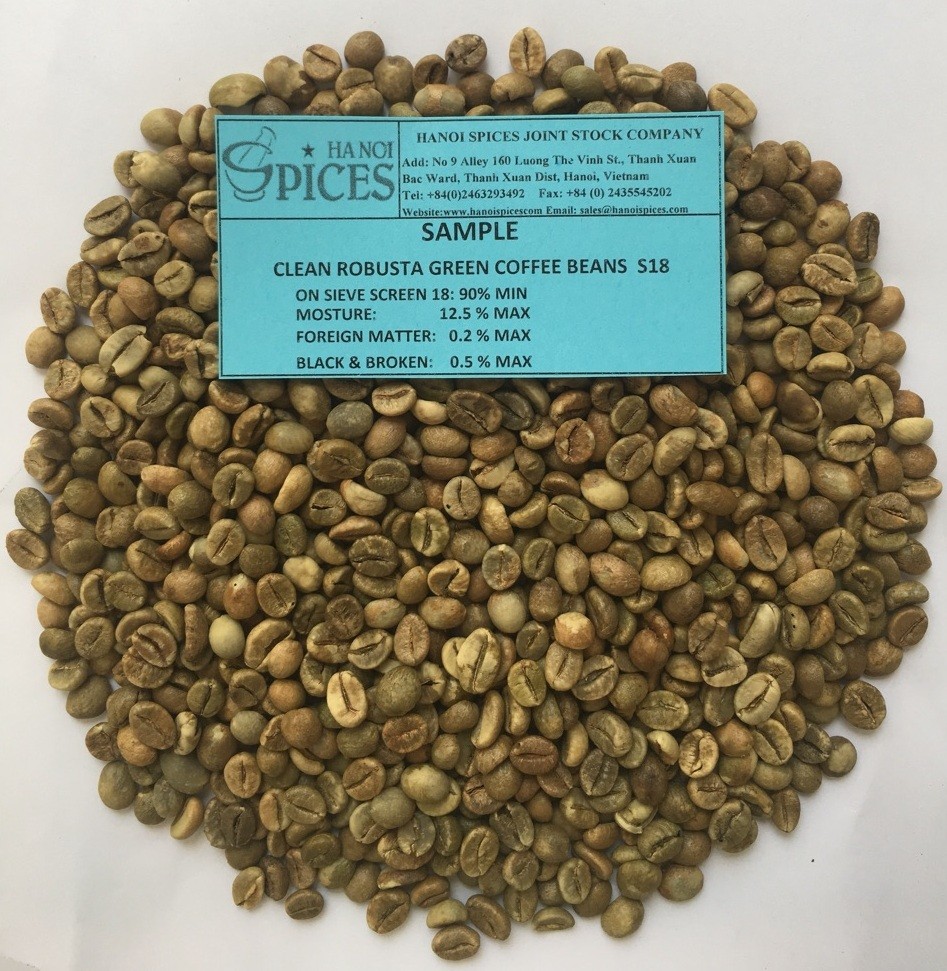 HANOI
SPICES
HANOI SPICES JOINT STOCK COMPANY
Add: No 9 Alley 160 Luong The Vinh St., Thanh Xuan
Bac Ward, Thanh Xuan Dist, Hanoi, Vietnam
Tel: +84(0)2463293492 Fax: +84 (0) 2435545202
Website:www.hanoispicescom Email: sales@hanoispices.com
SAMPLE
CLEAN ROBUSTA GREEN COFFEE BEANS S18
ON SIEVE SCREEN 18: 90% MIN
MOSTURE: 12.5 % MAX
FOREIGN MATTER: 0.2 % MAX
BLACK & BROKEN: 0.5 % MAX